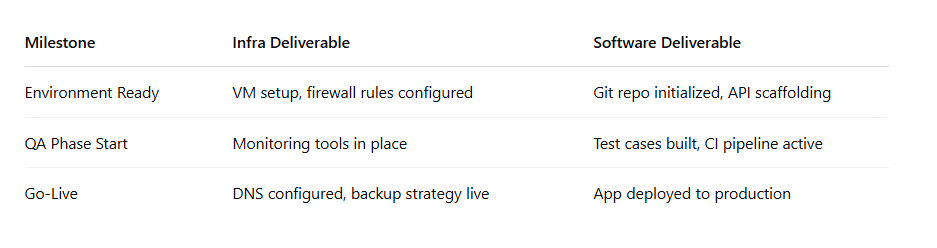 Milestone Infra Deliverable Software Deliverable
Environment Ready VM setup, firewall rules configured Git repo initialized, API scaffolding
QA Phase Start Monitoring tools in place Test cases built, CI pipeline active
Go-Live DNS configured, backup strategy live App deployed to production